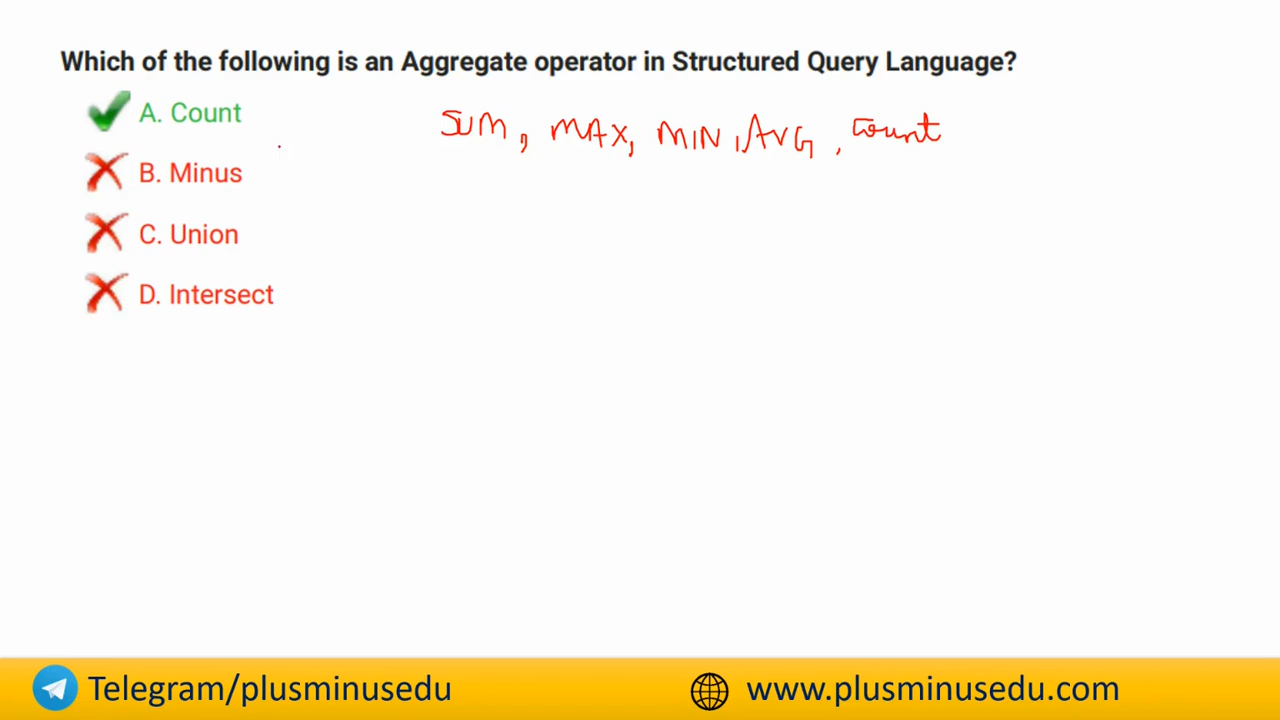 Which of the following is an Aggregate operator in Structured Query Language?
A. Count
SUM, MAX, MIN, AVG, Count
B. Minus
C. Union
D. Intersect
Telegram/plusminusedu
www.plusminusedu.com